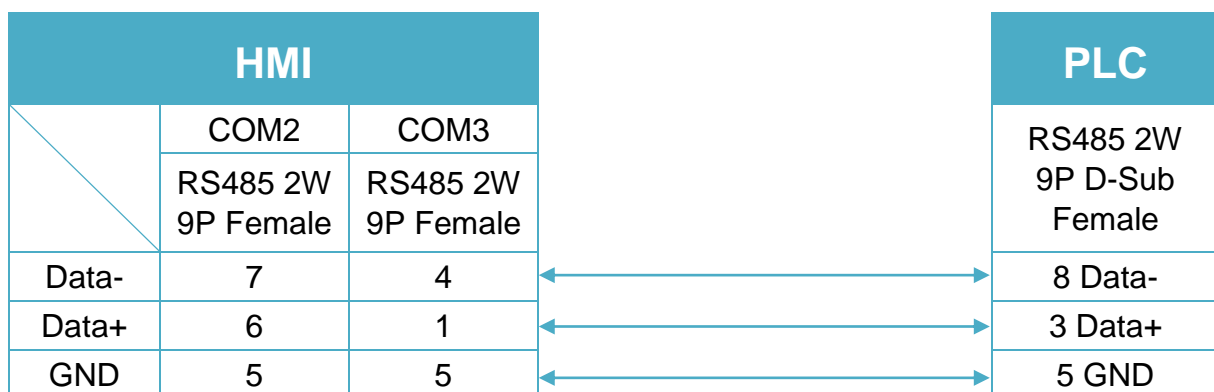 HMI PLC
COM2 COM3
RS485 2W
9P Female
RS485 2W
9P Female
RS485 2W
9P D-Sub
Female
Data- 7 4 8 Data-
Data+ 6 1 3 Data+
GND 5 5 5 GND